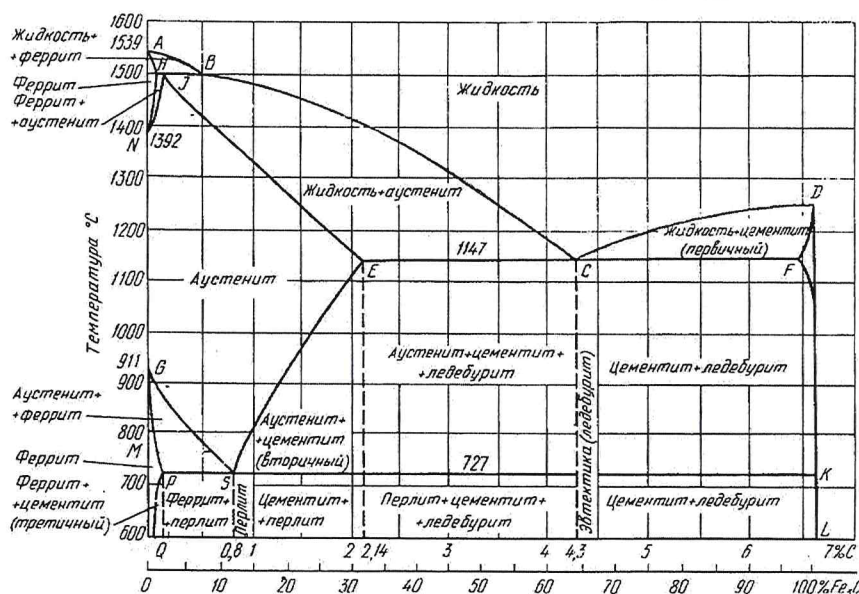 1600
1539
A
Жидкость+
+феррит
H
J
B
1500
Феррит
Феррит+
+аустенит
Жидкость
1400
N
1392
1300
Жидкость+аустенит
D
1200
Жидкость+цементит
(первичный)
1147
E
C
F
1100
Температура °C
Аустенит
1000
Аустенит+цементит+
+ледебурит
Цементит+ледебурит
911
G
900
Аустенит+
+феррит
800
M
Аустенит+
+цементит
(вторичный)
Эвтектика (ледебурит)
727
Феррит
P
S
K
700
Феррит+
+цементит
(третичный)
Феррит+
+перлит
Перлит
Цементит+
+перлит
Перлит+цементит+
+ледебурит
Цементит+ледебурит
L
600
Q 0,8 1 2 2,14 3 4 4,3 5 6 7%C
0 10 20 30 40 50 60 70 80 90 100%Fe₃C